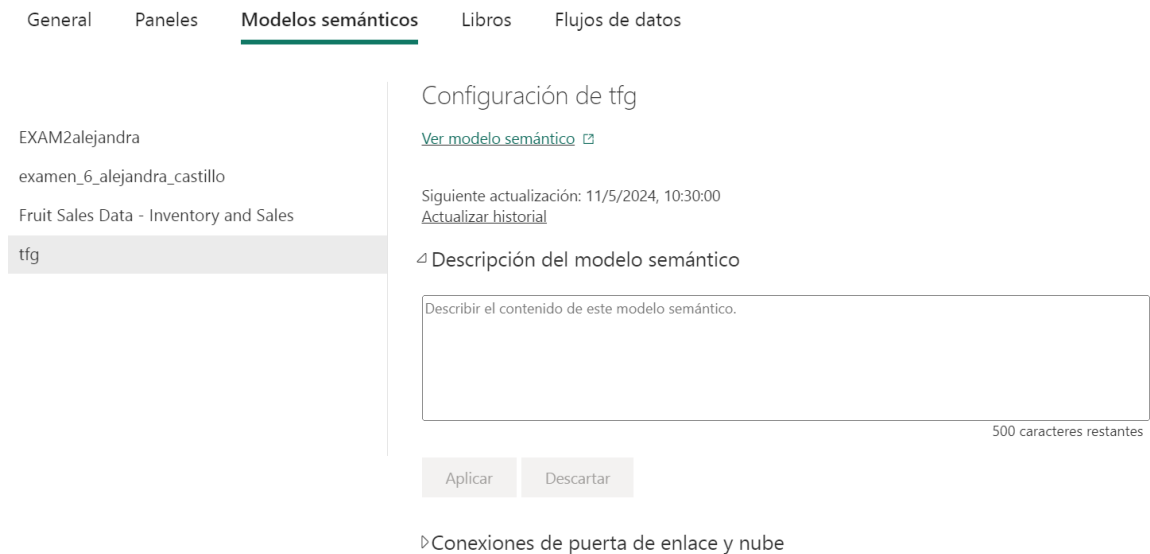 General Paneles Modelos semánticos Libros Flujos de datos
EXAM2alejandra
examen_6_alejandra_castillo
Fruit Sales Data - Inventory and Sales
tfg
Configuración de tfg
Ver modelo semántico
Siguiente actualización: 11/5/2024, 10:30:00
Actualizar historial
Descripción del modelo semántico
Describir el contenido de este modelo semántico.
500 caracteres restantes
Aplicar Descartar
Conexiones de puerta de enlace y nube